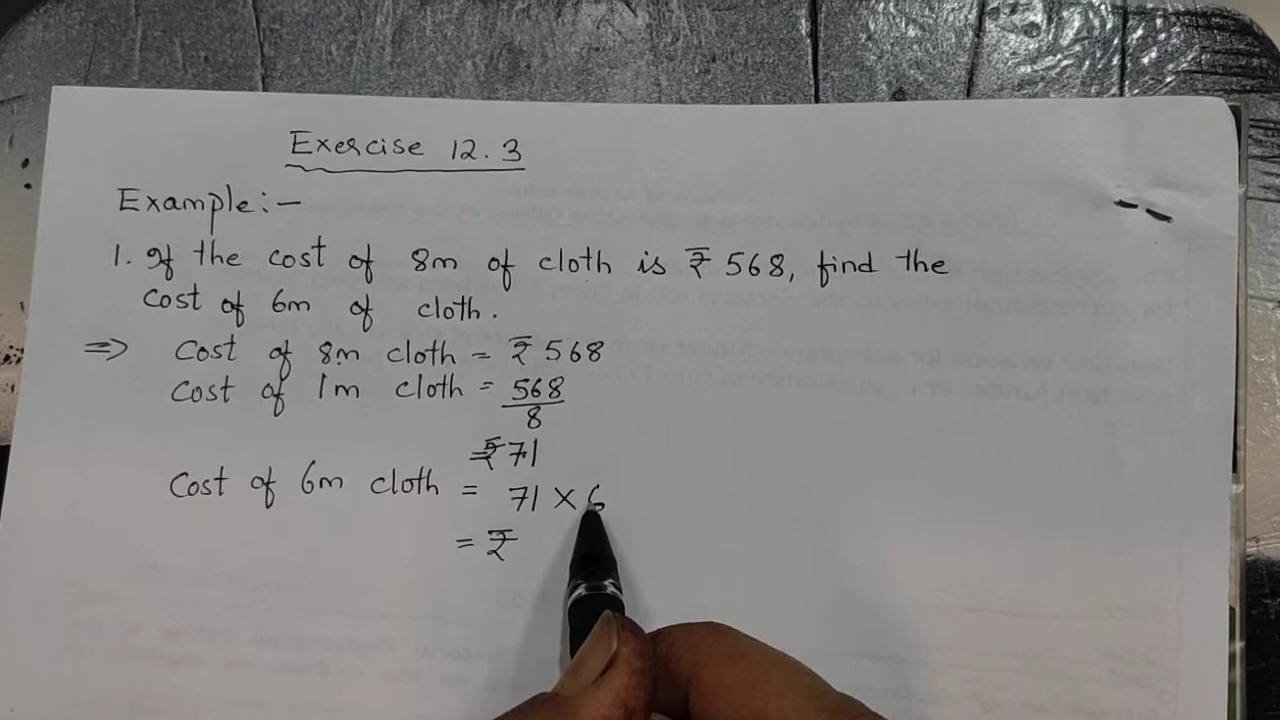 Exercise 12.3
Example:-
1. If the cost of 8m of cloth is ₹ 568, find the
cost of 6m of cloth.
⇒ Cost of 8m cloth = ₹ 568
Cost of 1m cloth = 568/8
= ₹ 71
Cost of 6m cloth = 71 × 6
= ₹